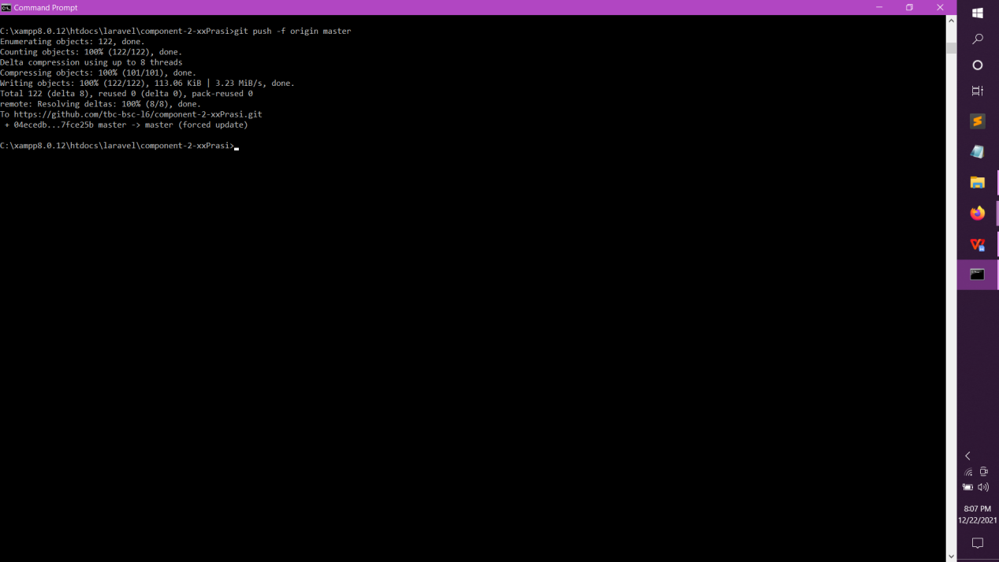 Command Prompt
C:\xampp8.0.12\htdocs\laravel\component-2-xxPrasi>git push -f origin master
Enumerating objects: 122, done.
Counting objects: 100% (122/122), done.
Delta compression using up to 8 threads
Compressing objects: 100% (101/101), done.
Writing objects: 100% (122/122), 113.06 KiB | 3.23 MiB/s, done.
Total 122 (delta 8), reused 0 (delta 0), pack-reused 0
remote: Resolving deltas: 100% (8/8), done.
To https://github.com/tbc-bsc-l6/component-2-xxPrasi.git
 + 04ecedb...7fce25b master -> master (forced update)
C:\xampp8.0.12\htdocs\laravel\component-2-xxPrasi>
8:07 PM
12/22/2021